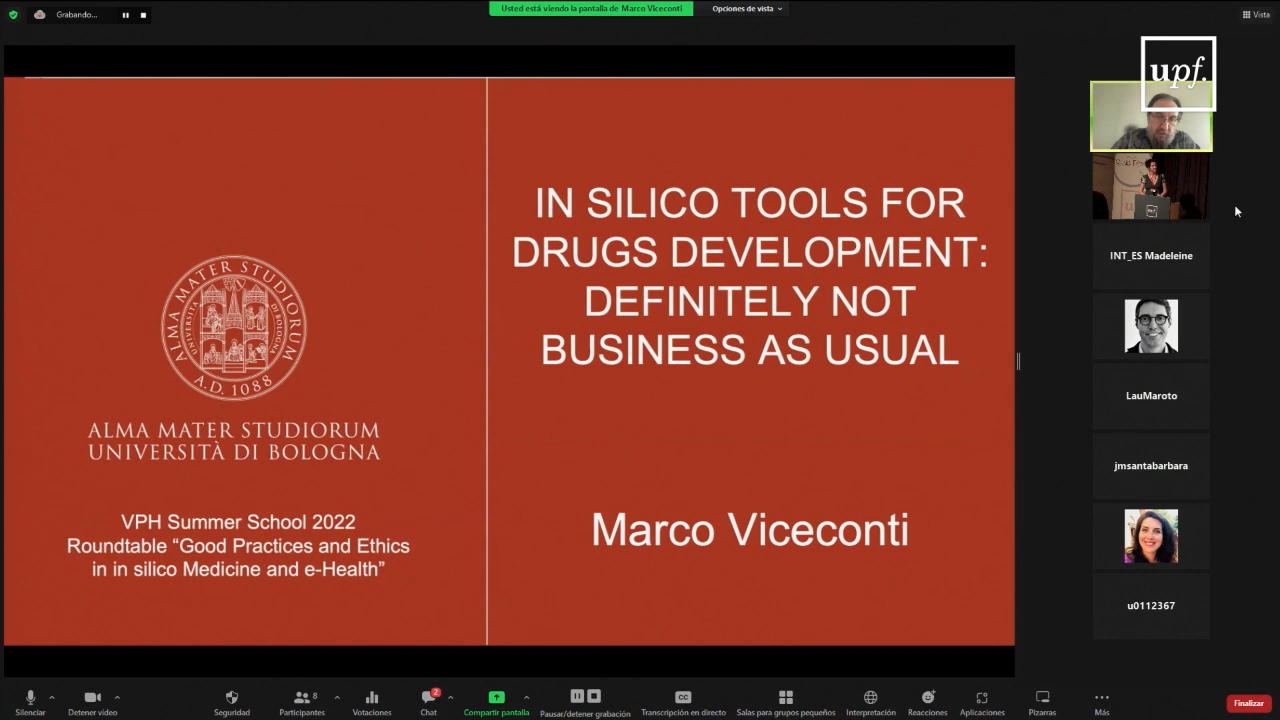 Grabando...
Usted está viendo la pantalla de Marco Viceconti
Opciones de vista
Vista
upf.
ALMA MATER STUDIORUM
A.D. 1088
ALMA MATER STUDIORUM
UNIVERSITÀ DI BOLOGNA
VPH Summer School 2022
Roundtable “Good Practices and Ethics
in in silico Medicine and e-Health”
IN SILICO TOOLS FOR
DRUGS DEVELOPMENT:
DEFINITELY NOT
BUSINESS AS USUAL
Marco Viceconti
INT_ES Madeleine
LauMaroto
jmsantabarbara
u0112367
Silenciar
Detener vídeo
Seguridad
Participantes
8
Votaciones
Chat
2
Compartir pantalla
Pausar/detener grabación
CC
Transcripción en directo
Salas para grupos pequeños
Interpretación
Reacciones
Aplicaciones
Pizarras
Más
Finalizar